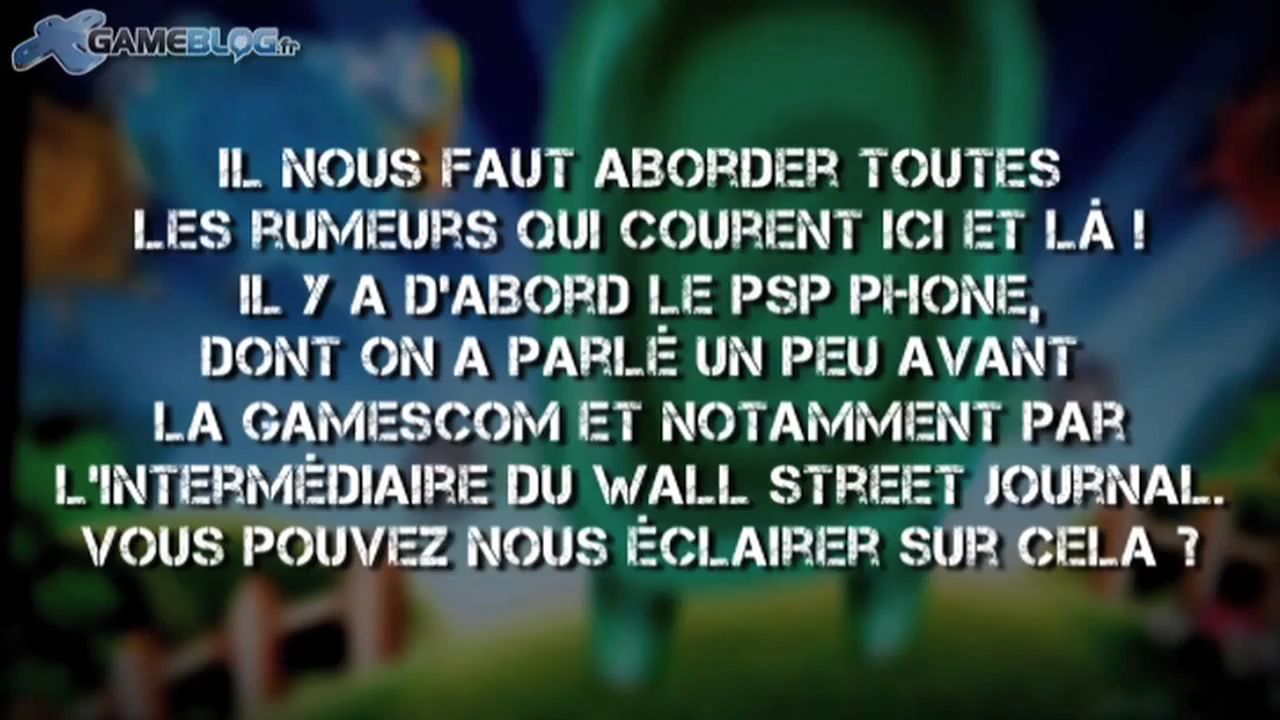 GAMEBLOG.fr
IL NOUS FAUT ABORDER TOUTES
LES RUMEURS QUI COURENT ICI ET LÀ !
IL Y A D'ABORD LE PSP PHONE,
DONT ON A PARLÉ UN PEU AVANT
LA GAMESCOM ET NOTAMMENT PAR
L'INTERMÉDIAIRE DU WALL STREET JOURNAL.
VOUS POUVEZ NOUS ÉCLAIRER SUR CELA ?